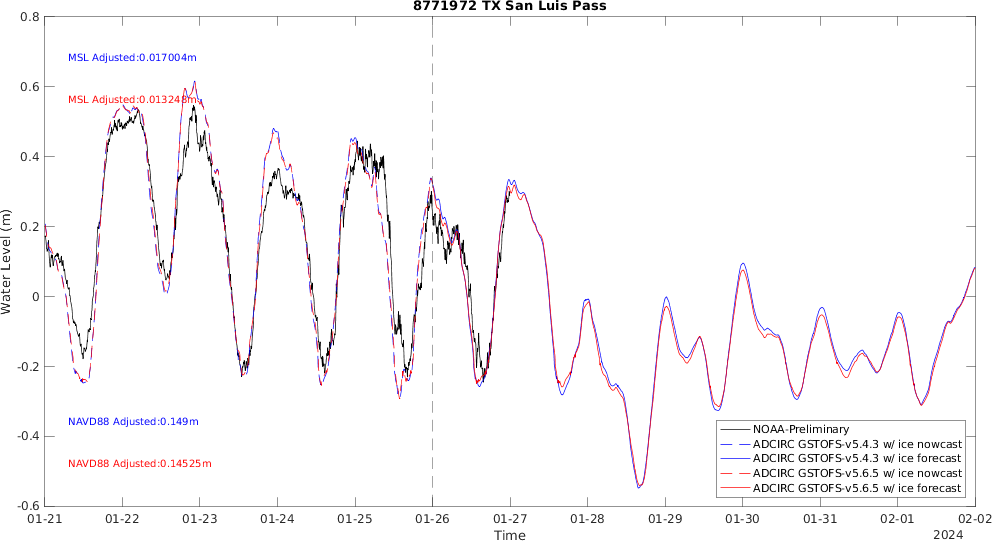 8771972 TX San Luis Pass
0.8
0.6
0.4
0.2
0
-0.2
-0.4
-0.6
Water Level (m)
MSL Adjusted:0.017004m
MSL Adjusted:0.013248m
NAVD88 Adjusted:0.149m
NAVD88 Adjusted:0.14525m
NOAA-Preliminary
ADCIRC GSTOFS-v5.4.3 w/ ice nowcast
ADCIRC GSTOFS-v5.4.3 w/ ice forecast
ADCIRC GSTOFS-v5.6.5 w/ ice nowcast
ADCIRC GSTOFS-v5.6.5 w/ ice forecast
01-21 01-22 01-23 01-24 01-25 01-26 01-27 01-28 01-29 01-30 01-31 02-01 02-02
Time
2024